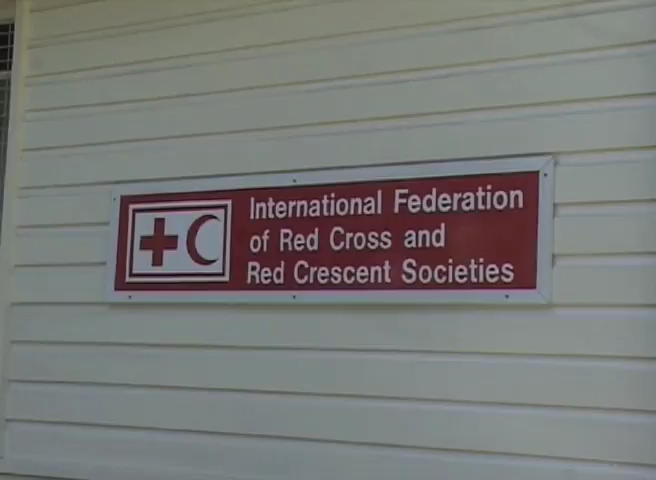 International Federation
of Red Cross and
Red Crescent Societies